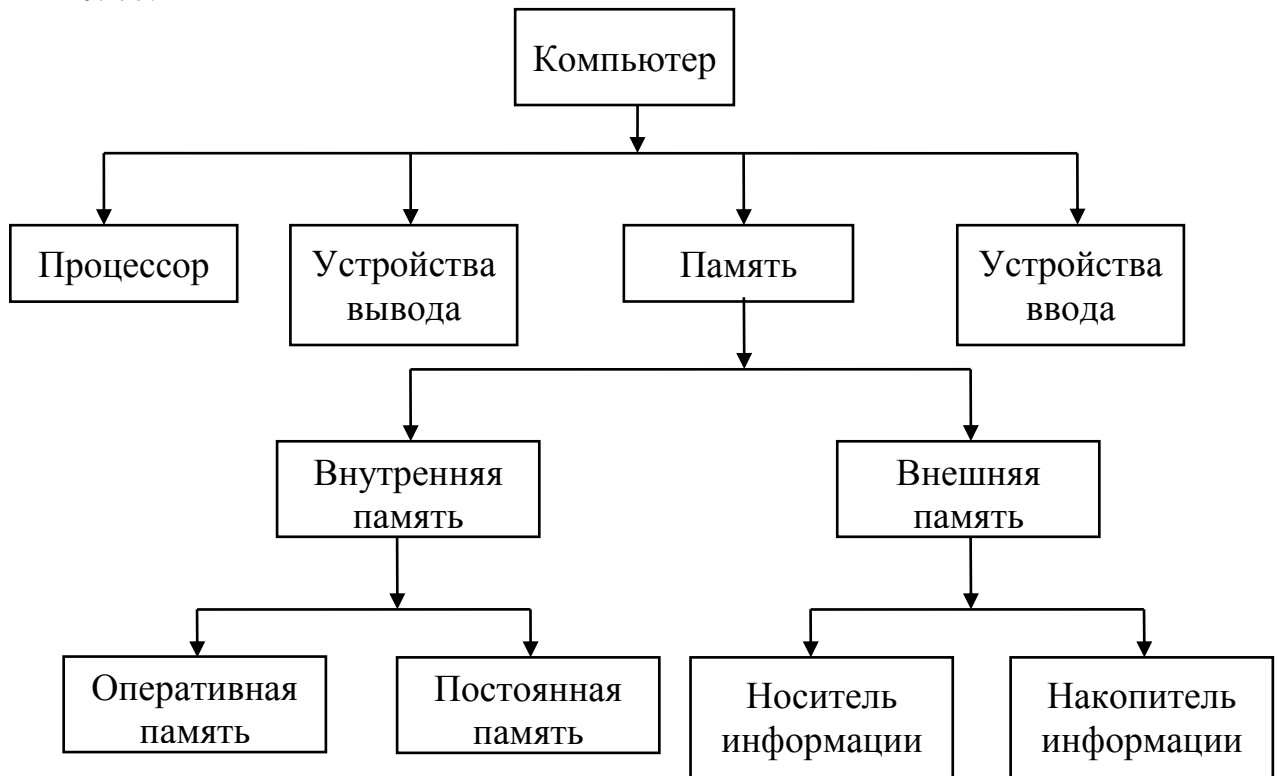 Компьютер
Процессор
Устройства
вывода
Память
Устройства
ввода
Внутренняя
память
Внешняя
память
Оперативная
память
Постоянная
память
Носитель
информации
Накопитель
информации